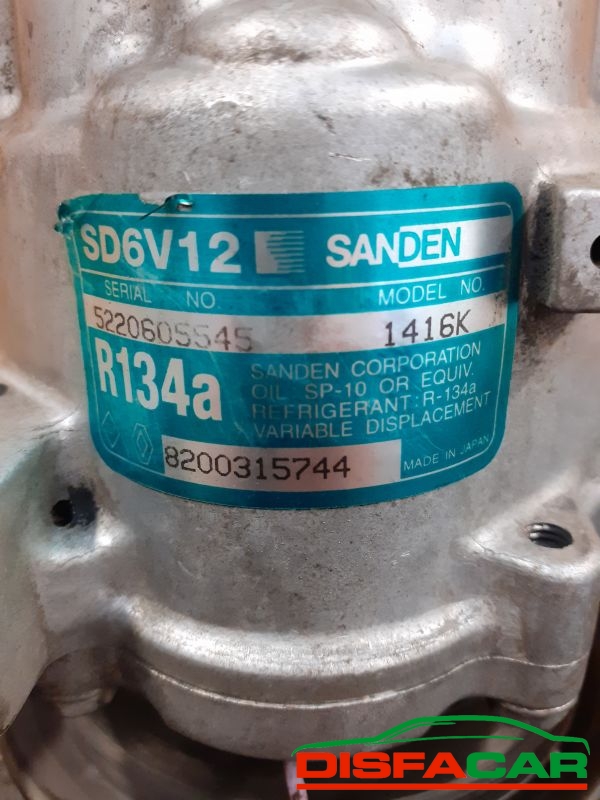 SD6V12 SANDEN
SERIAL NO. MODEL NO.
5220605545 1416K
R134a
SANDEN CORPORATION
OIL SP-10 OR EQUIV.
REFRIGERANT: R-134a
VARIABLE DISPLACEMENT
8200315744
MADE IN JAPAN
DISFACAR